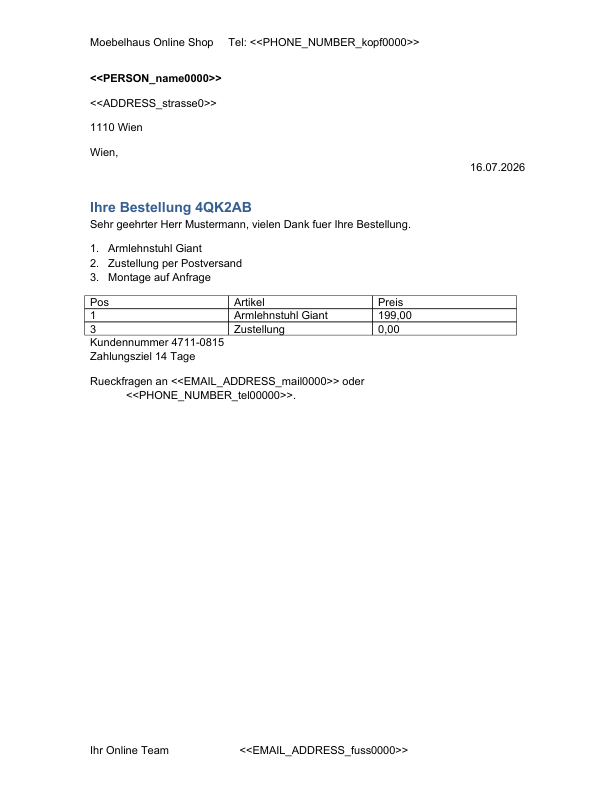 Moebelhaus Online Shop Tel: <<PHONE_NUMBER_kopf0000>>
<<PERSON_name0000>>
<<ADDRESS_strasse0>>
1110 Wien
Wien,
16.07.2026
Ihre Bestellung 4QK2AB
Sehr geehrter Herr Mustermann, vielen Dank fuer Ihre Bestellung.
1. Armlehnstuhl Giant
2. Zustellung per Postversand
3. Montage auf Anfrage
Pos Artikel Preis
1 Armlehnstuhl Giant 199,00
3 Zustellung 0,00
Kundennummer 4711-0815
Zahlungsziel 14 Tage
Rueckfragen an <<EMAIL_ADDRESS_mail0000>> oder
<<PHONE_NUMBER_tel00000>>.
Ihr Online Team <<EMAIL_ADDRESS_fuss0000>>